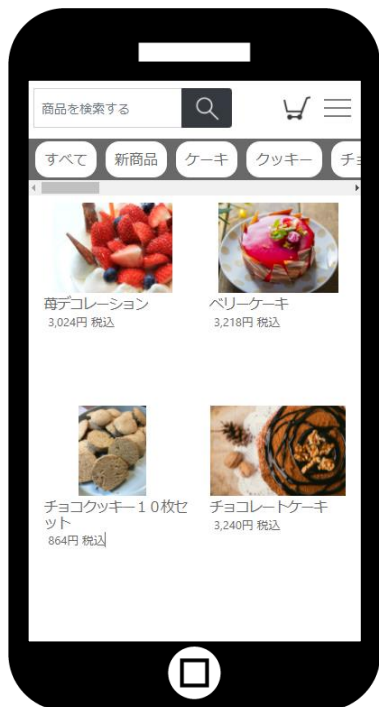 商品を検索する
すべて 新商品 ケーキ クッキー チ
苺デコレーション
3,024円 税込
ベリーケーキ
3,218円 税込
チョコクッキー１０枚セ
ット
864円 税込
チョコレートケーキ
3,240円 税込